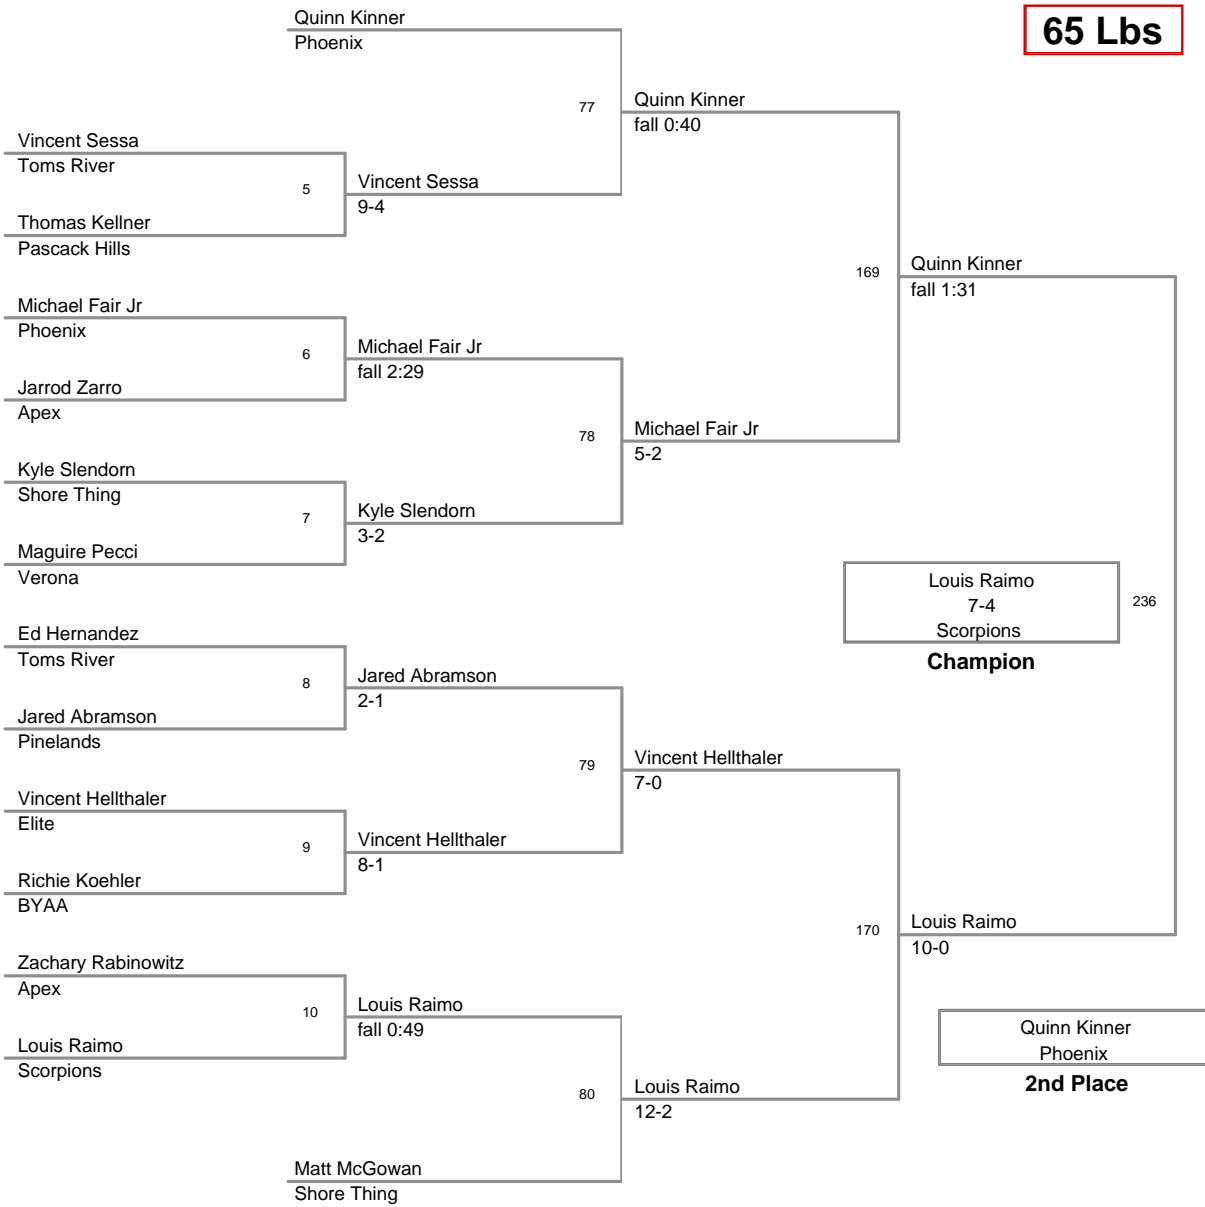 Quinn Kinner
Phoenix
65 Lbs
77
Quinn Kinner
fall 0:40
Vincent Sessa
Toms River
5
Vincent Sessa
9-4
Thomas Kellner
Pascack Hills
169
Quinn Kinner
fall 1:31
Michael Fair Jr
Phoenix
6
Michael Fair Jr
fall 2:29
Jarrod Zarro
Apex
78
Michael Fair Jr
5-2
Kyle Slendorn
Shore Thing
7
Kyle Slendorn
3-2
Maguire Pecci
Verona
Louis Raimo
7-4
Scorpions
Champion
236
Ed Hernandez
Toms River
8
Jared Abramson
2-1
Jared Abramson
Pinelands
79
Vincent Hellthaler
7-0
Vincent Hellthaler
Elite
9
Vincent Hellthaler
8-1
Richie Koehler
BYAA
170
Louis Raimo
10-0
Zachary Rabinowitz
Apex
10
Louis Raimo
fall 0:49
Louis Raimo
Scorpions
Quinn Kinner
Phoenix
2nd Place
80
Louis Raimo
12-2
Matt McGowan
Shore Thing